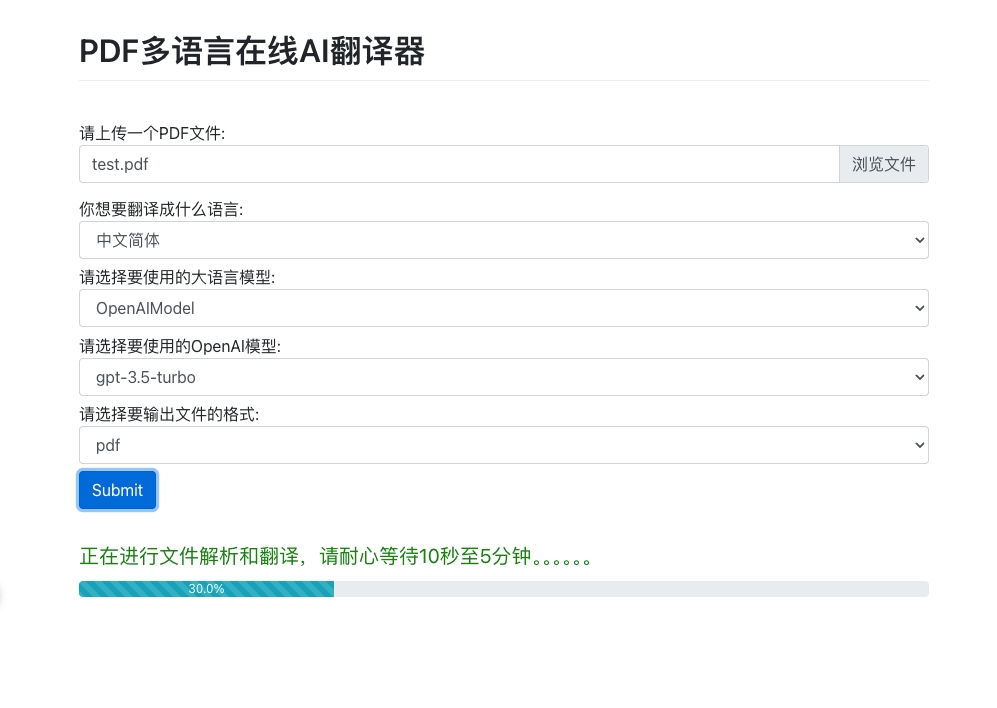 PDF多语言在线AI翻译器
请上传一个PDF文件:
test.pdf 浏览文件
你想要翻译成什么语言:
中文简体
请选择要使用的大语言模型:
OpenAIModel
请选择要使用的OpenAI模型:
gpt-3.5-turbo
请选择要输出文件的格式:
pdf
Submit
正在进行文件解析和翻译，请耐心等待10秒至5分钟。。。。。。
30.0%